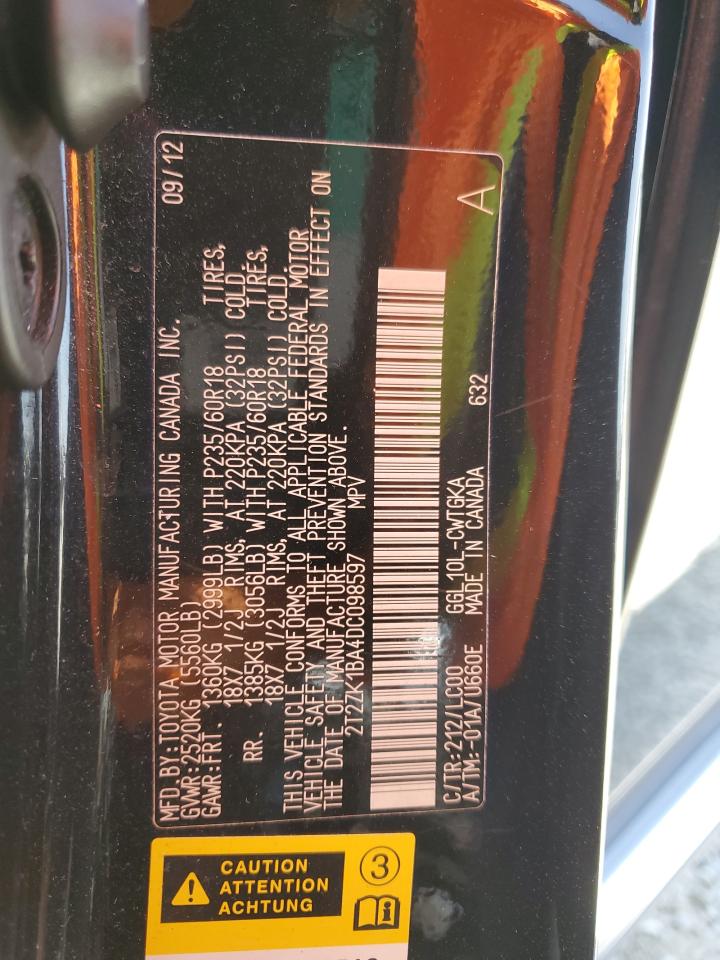 MFD. BY: TOYOTA MOTOR MANUFACTURING CANADA INC. 09/12
GVWR: 2520KG (5560LB)
GAWR: FRT. 1360KG (2999LB) WITH P235/60R18 TIRES,
18X7 1/2J RIMS, AT 220KPA (32PSI) COLD.
RR. 1385KG (3056LB) WITH P235/60R18 TIRES,
18X7 1/2J RIMS, AT 220KPA (32PSI) COLD.
THIS VEHICLE CONFORMS TO ALL APPLICABLE FEDERAL MOTOR
VEHICLE SAFETY AND THEFT PREVENTION STANDARDS IN EFFECT ON
THE DATE OF MANUFACTURE SHOWN ABOVE.
2T2ZK1BA4DC098597 MPV
A
C/TR:212/LC00 GGL10L-CWTGKA
A/TM:-01A/U660E MADE IN CANADA 632
CAUTION
ATTENTION
ACHTUNG
3